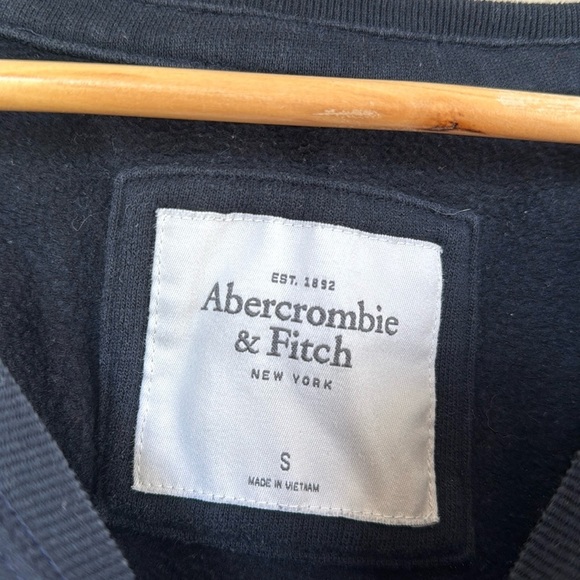 EST. 1892
Abercrombie
& Fitch
NEW YORK
S
MADE IN VIETNAM